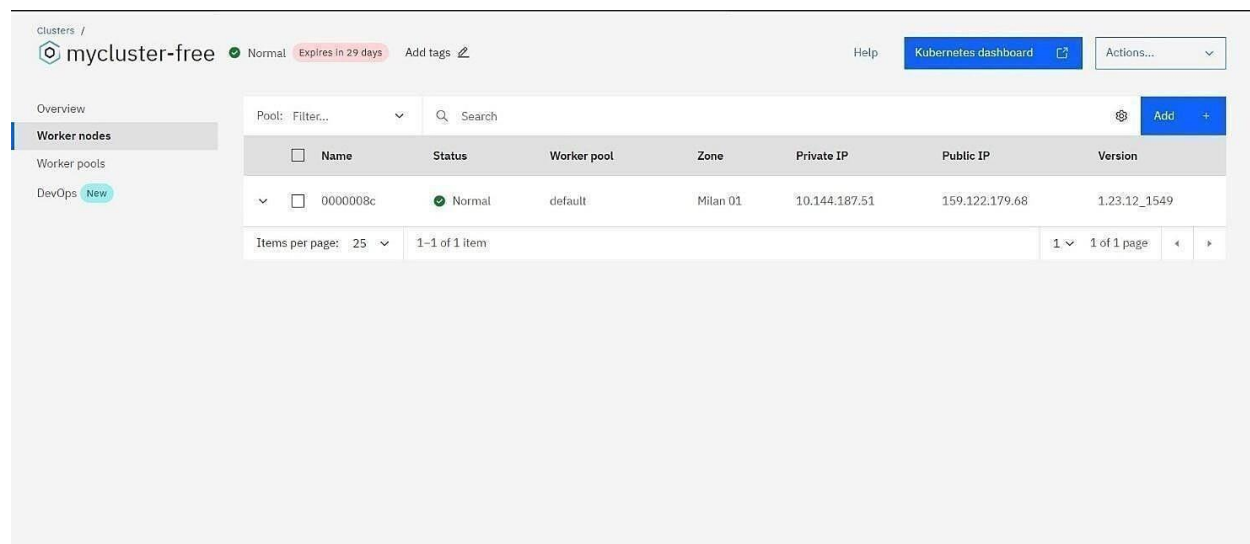 Clusters /
mycluster-free Normal Expires in 29 days Add tags Help Kubernetes dashboard Actions...
Overview
Worker nodes
Worker pools
DevOps New
Pool: Filter... Search Add +
Name Status Worker pool Zone Private IP Public IP Version
0000008c Normal default Milan 01 10.144.187.51 159.122.179.68 1.23.12_1549
Items per page: 25 1–1 of 1 item 1 1 of 1 page